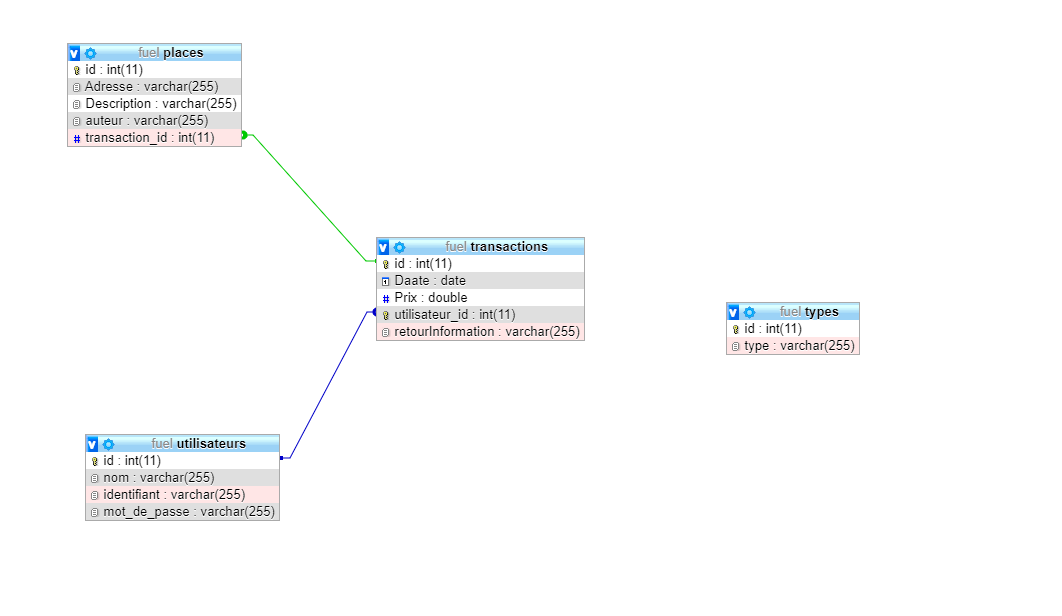 fuel places
id : int(11)
Adresse : varchar(255)
Description : varchar(255)
auteur : varchar(255)
# transaction_id : int(11)
fuel transactions
id : int(11)
Daate : date
# Prix : double
utilisateur_id : int(11)
retourInformation : varchar(255)
fuel types
id : int(11)
type : varchar(255)
fuel utilisateurs
id : int(11)
nom : varchar(255)
identifiant : varchar(255)
mot_de_passe : varchar(255)